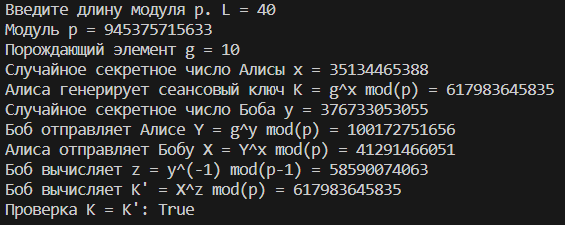 Введите длину модуля p. L = 40
Модуль p = 945375715633
Порождающий элемент g = 10
Случайное секретное число Алисы x = 35134465388
Алиса генерирует сеансовый ключ K = g^x mod(p) = 617983645835
Случайное секретное число Боба y = 376733053055
Боб отправляет Алисе Y = g^y mod(p) = 100172751656
Алиса отправляет Бобу X = Y^x mod(p) = 41291466051
Боб вычисляет z = y^(-1) mod(p-1) = 58590074063
Боб вычисляет K' = X^z mod(p) = 617983645835
Проверка K = K': True